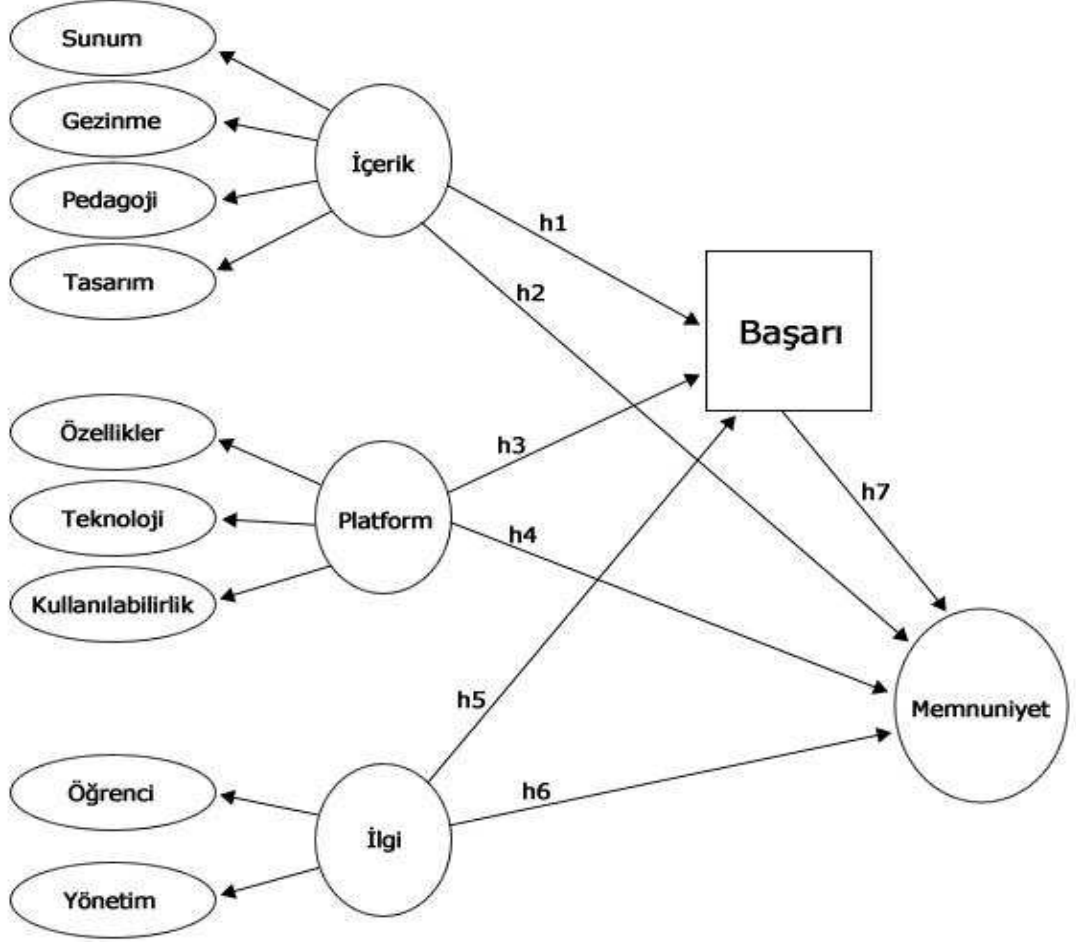 Sunum
Gezinme
Pedagoji
Tasarım
İçerik
h1
h2
Başarı
Özellikler
Teknoloji
Kullanılabilirlik
Platform
h3
h4
h7
Memnuniyet
h5
h6
Öğrenci
Yönetim
İlgi